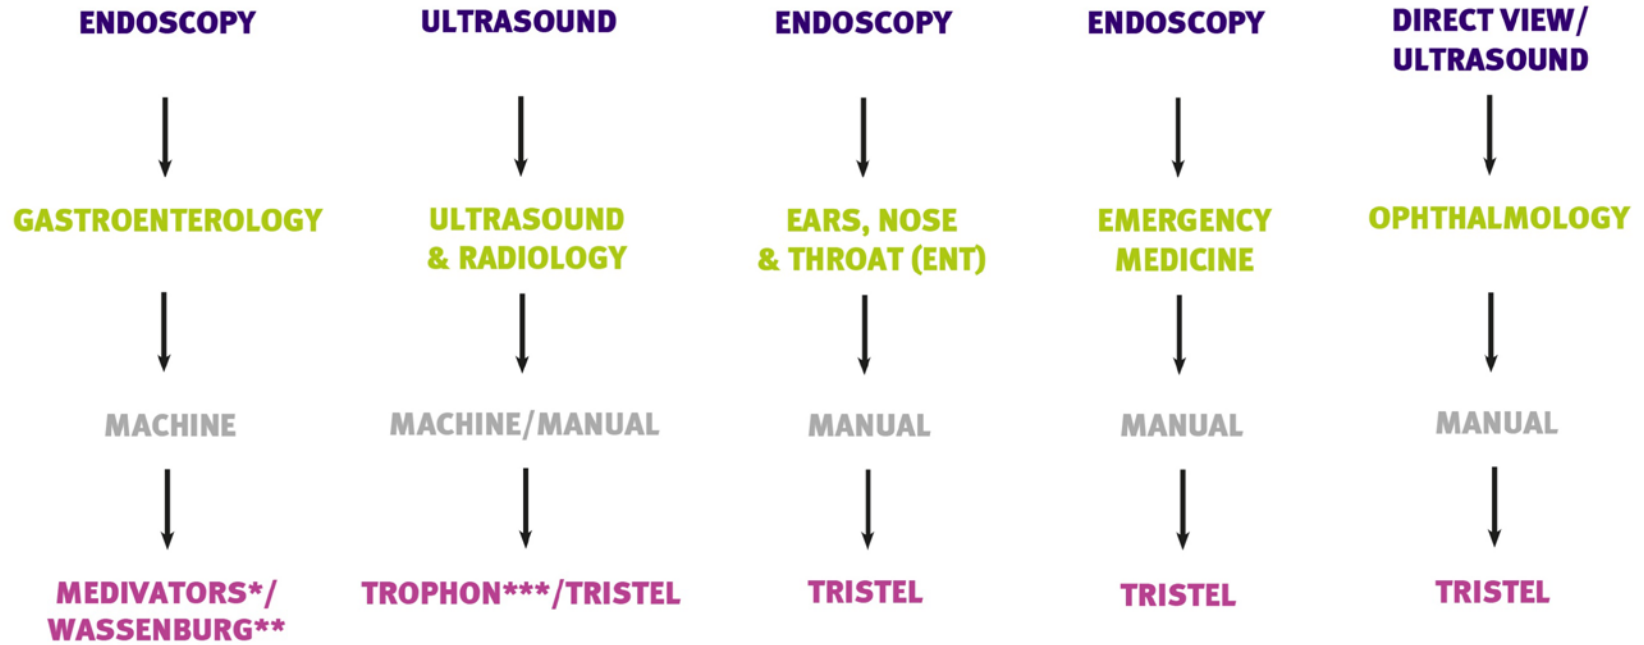 ENDOSCOPY
ULTRASOUND
ENDOSCOPY
ENDOSCOPY
DIRECT VIEW/
ULTRASOUND
GASTROENTEROLOGY
ULTRASOUND
& RADIOLOGY
EARS, NOSE
& THROAT (ENT)
EMERGENCY
MEDICINE
OPHTHALMOLOGY
MACHINE
MACHINE/MANUAL
MANUAL
MANUAL
MANUAL
MEDIVATORS*/
WASSENBURG**
TROPHON***/TRISTEL
TRISTEL
TRISTEL
TRISTEL